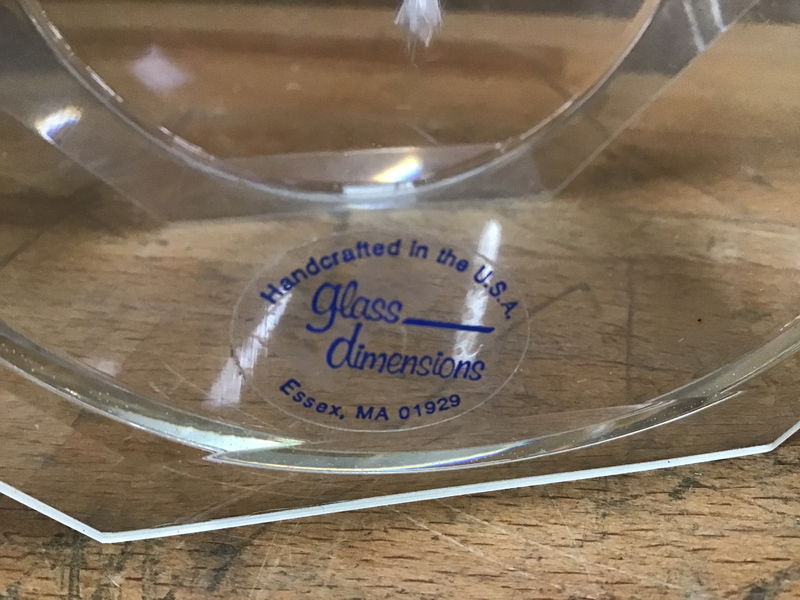 Handcrafted in the U.S.A.
glass
dimensions
Essex, MA 01929